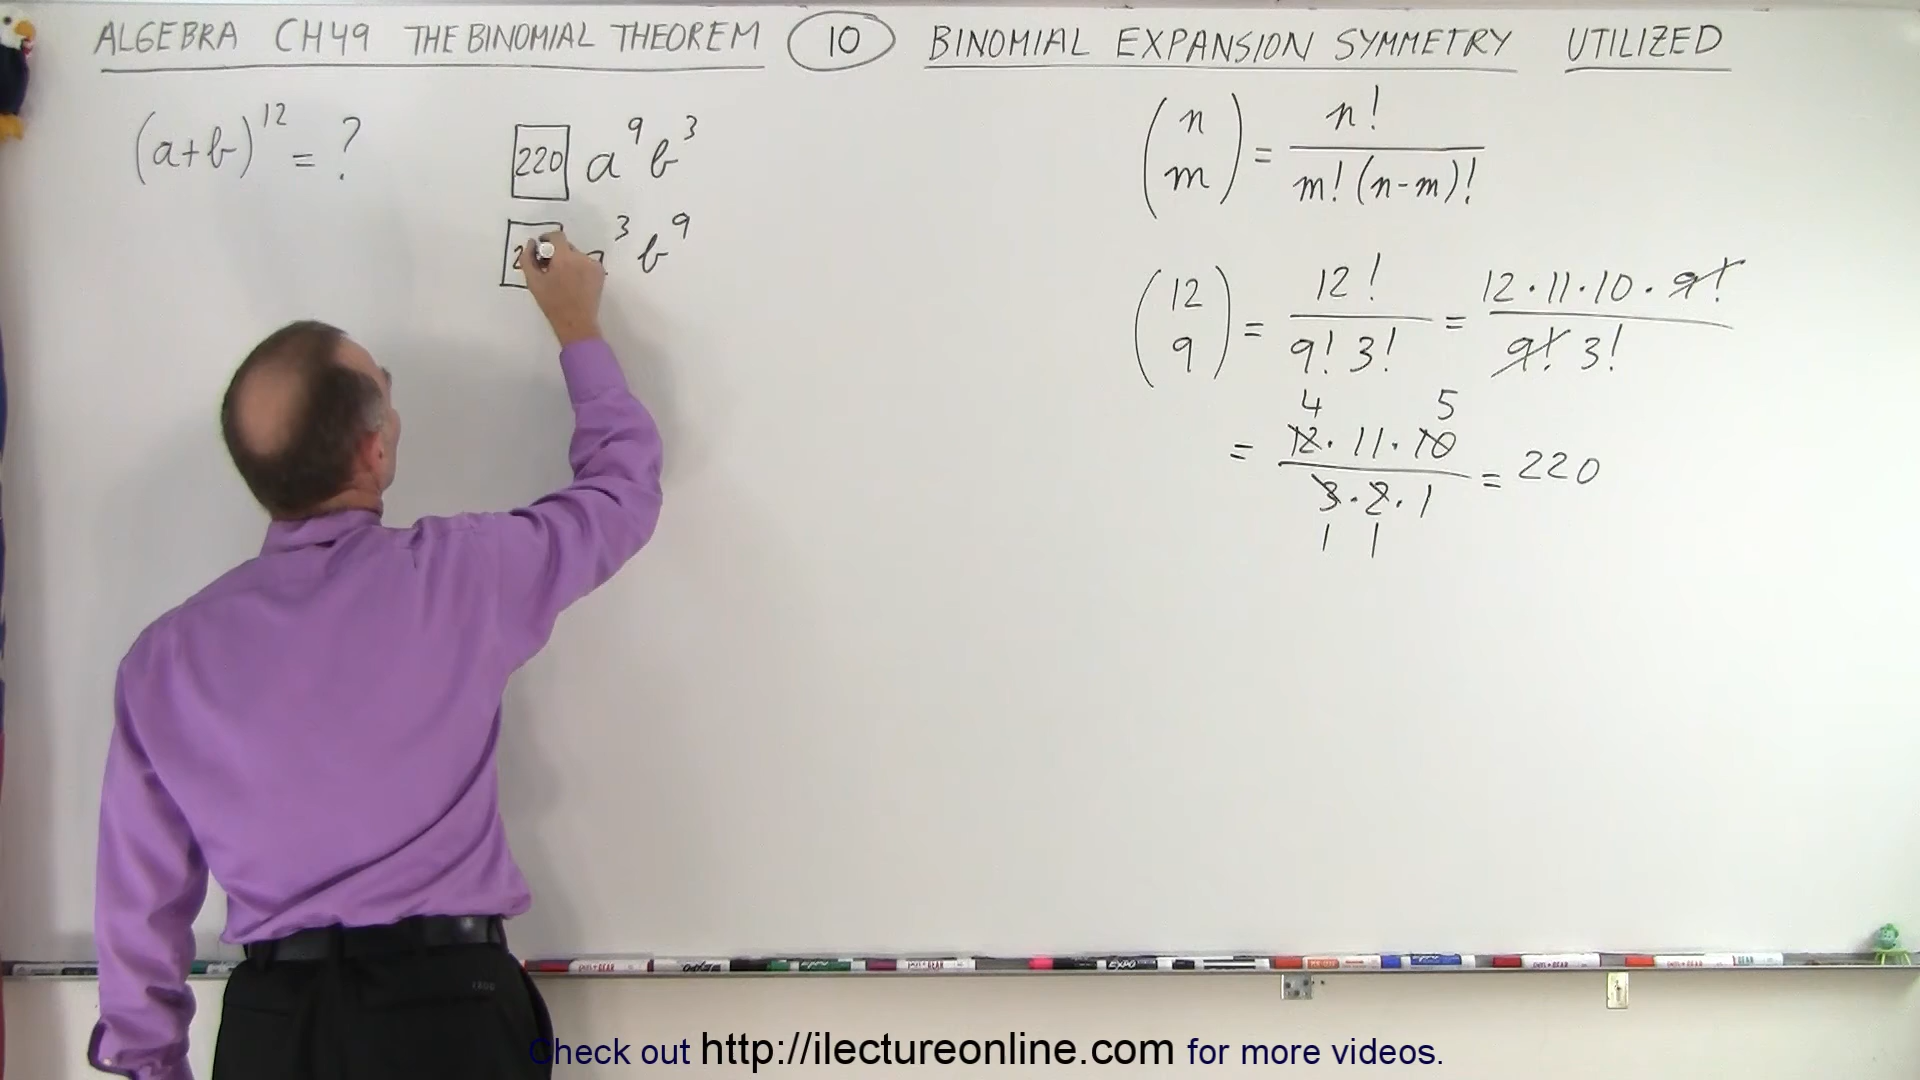 ALGEBRA CH49 THE BINOMIAL THEOREM 10 BINOMIAL EXPANSION SYMMETRY UTILIZED
(a+b)^12 = ?
220 a^9 b^3
2 a^3 b^9
(n m) = n! / m! (n-m)!
(12 9) = 12! / 9! 3! = 12·11·10·9! / 9! 3!
4 5
= 12·11·10 / 3·2·1 = 220
1 1
Check out http://ilectureonline.com for more videos.